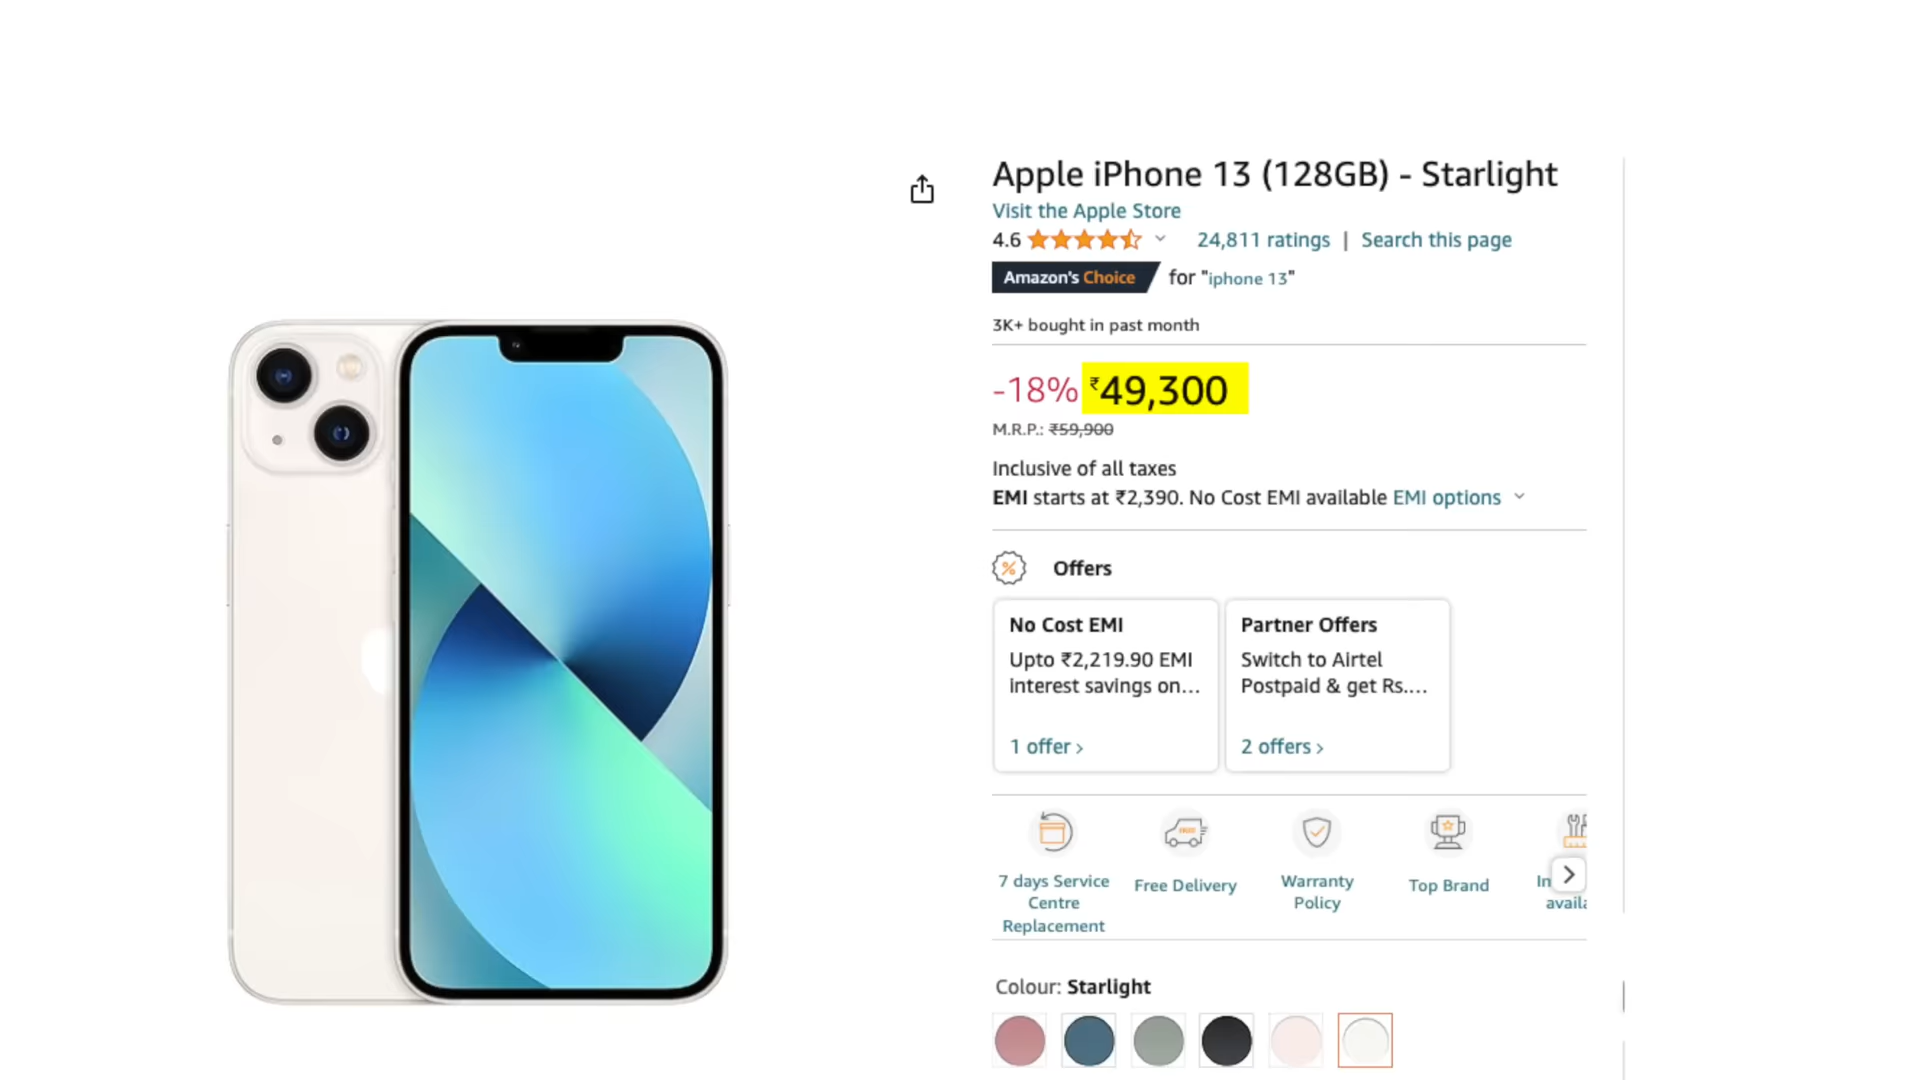 Apple iPhone 13 (128GB) - Starlight
Visit the Apple Store
4.6 24,811 ratings | Search this page
Amazon's Choice for "iphone 13"
3K+ bought in past month
-18% ₹49,300
M.R.P.: ₹59,900
Inclusive of all taxes
EMI starts at ₹2,390. No Cost EMI available EMI options
% Offers
No Cost EMI
Upto ₹2,219.90 EMI
interest savings on…
1 offer ›
Partner Offers
Switch to Airtel
Postpaid & get Rs.…
2 offers ›
7 days Service
Centre
Replacement
Free Delivery
Warranty
Policy
Top Brand
In
availa
Colour: Starlight